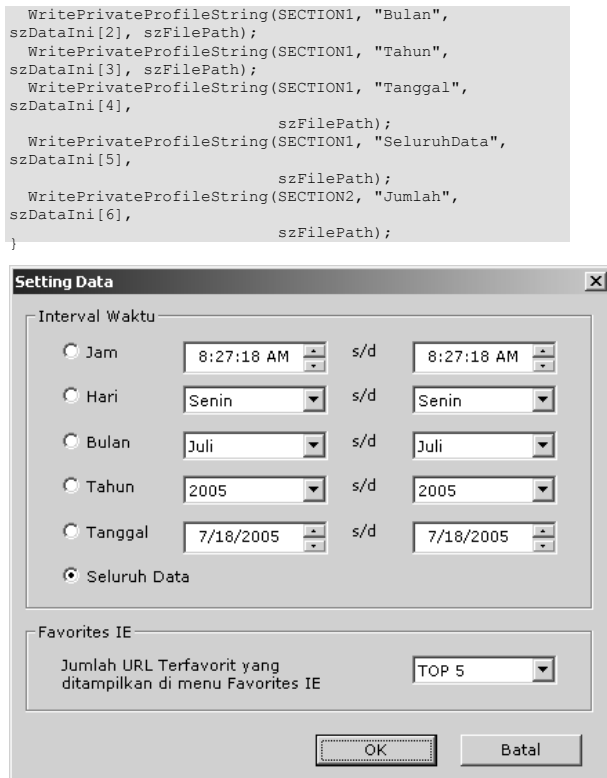 WritePrivateProfileString(SECTION1, "Bulan",
szDataIni[2], szFilePath);
WritePrivateProfileString(SECTION1, "Tahun",
szDataIni[3], szFilePath);
WritePrivateProfileString(SECTION1, "Tanggal",
szDataIni[4],
szFilePath);
WritePrivateProfileString(SECTION1, "SeluruhData",
szDataIni[5],
szFilePath);
WritePrivateProfileString(SECTION2, "Jumlah",
szDataIni[6],
szFilePath);
}
Setting Data
Interval Waktu
Jam 8:27:18 AM s/d 8:27:18 AM
Hari Senin s/d Senin
Bulan Juli s/d Juli
Tahun 2005 s/d 2005
Tanggal 7/18/2005 s/d 7/18/2005
Seluruh Data
Favorites IE
Jumlah URL Terfavorit yang
ditampilkan di menu Favorites IE
TOP 5
OK Batal